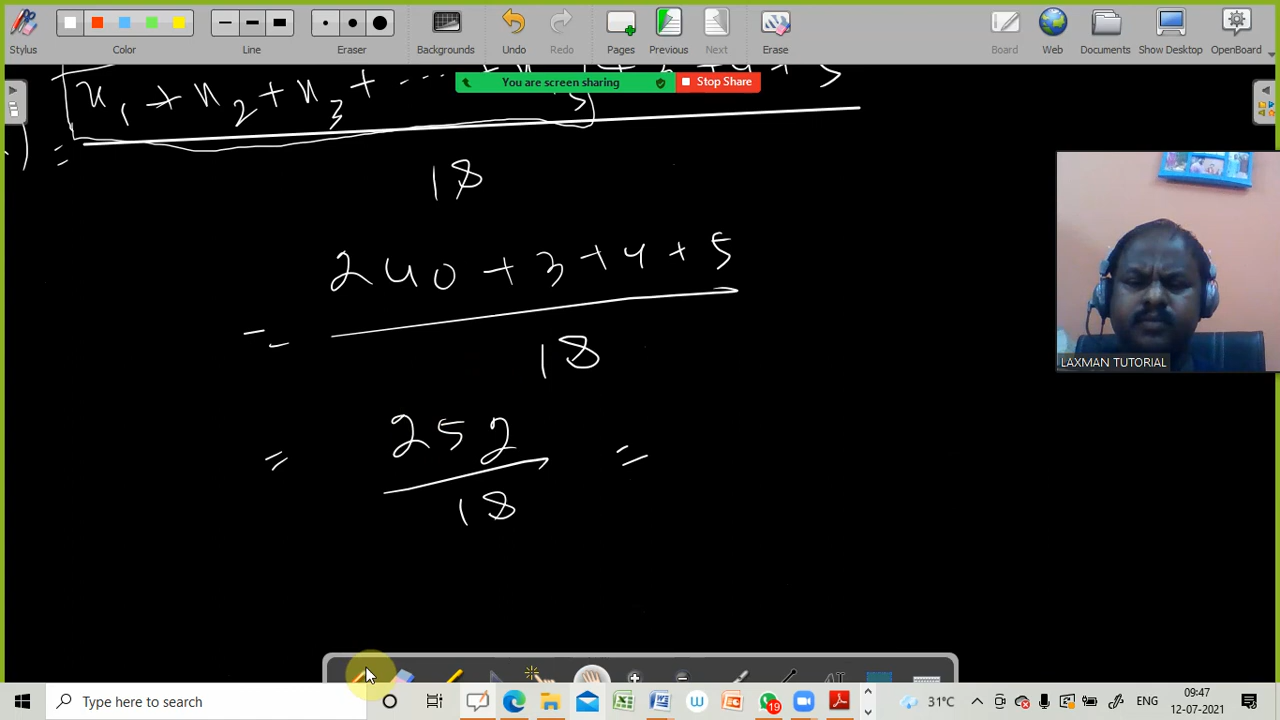 Stylus Color Line Eraser Backgrounds Undo Redo Pages Previous Next Erase Board Web Documents Show Desktop OpenBoard
You are screen sharing Stop Share
x₁ + x₂ + x₃ + ....
=
18
240 + 3 + 4 + 5
=
18
252
= =
18
LAXMAN TUTORIAL
Type here to search 19 31°C 09:47
12-07-2021